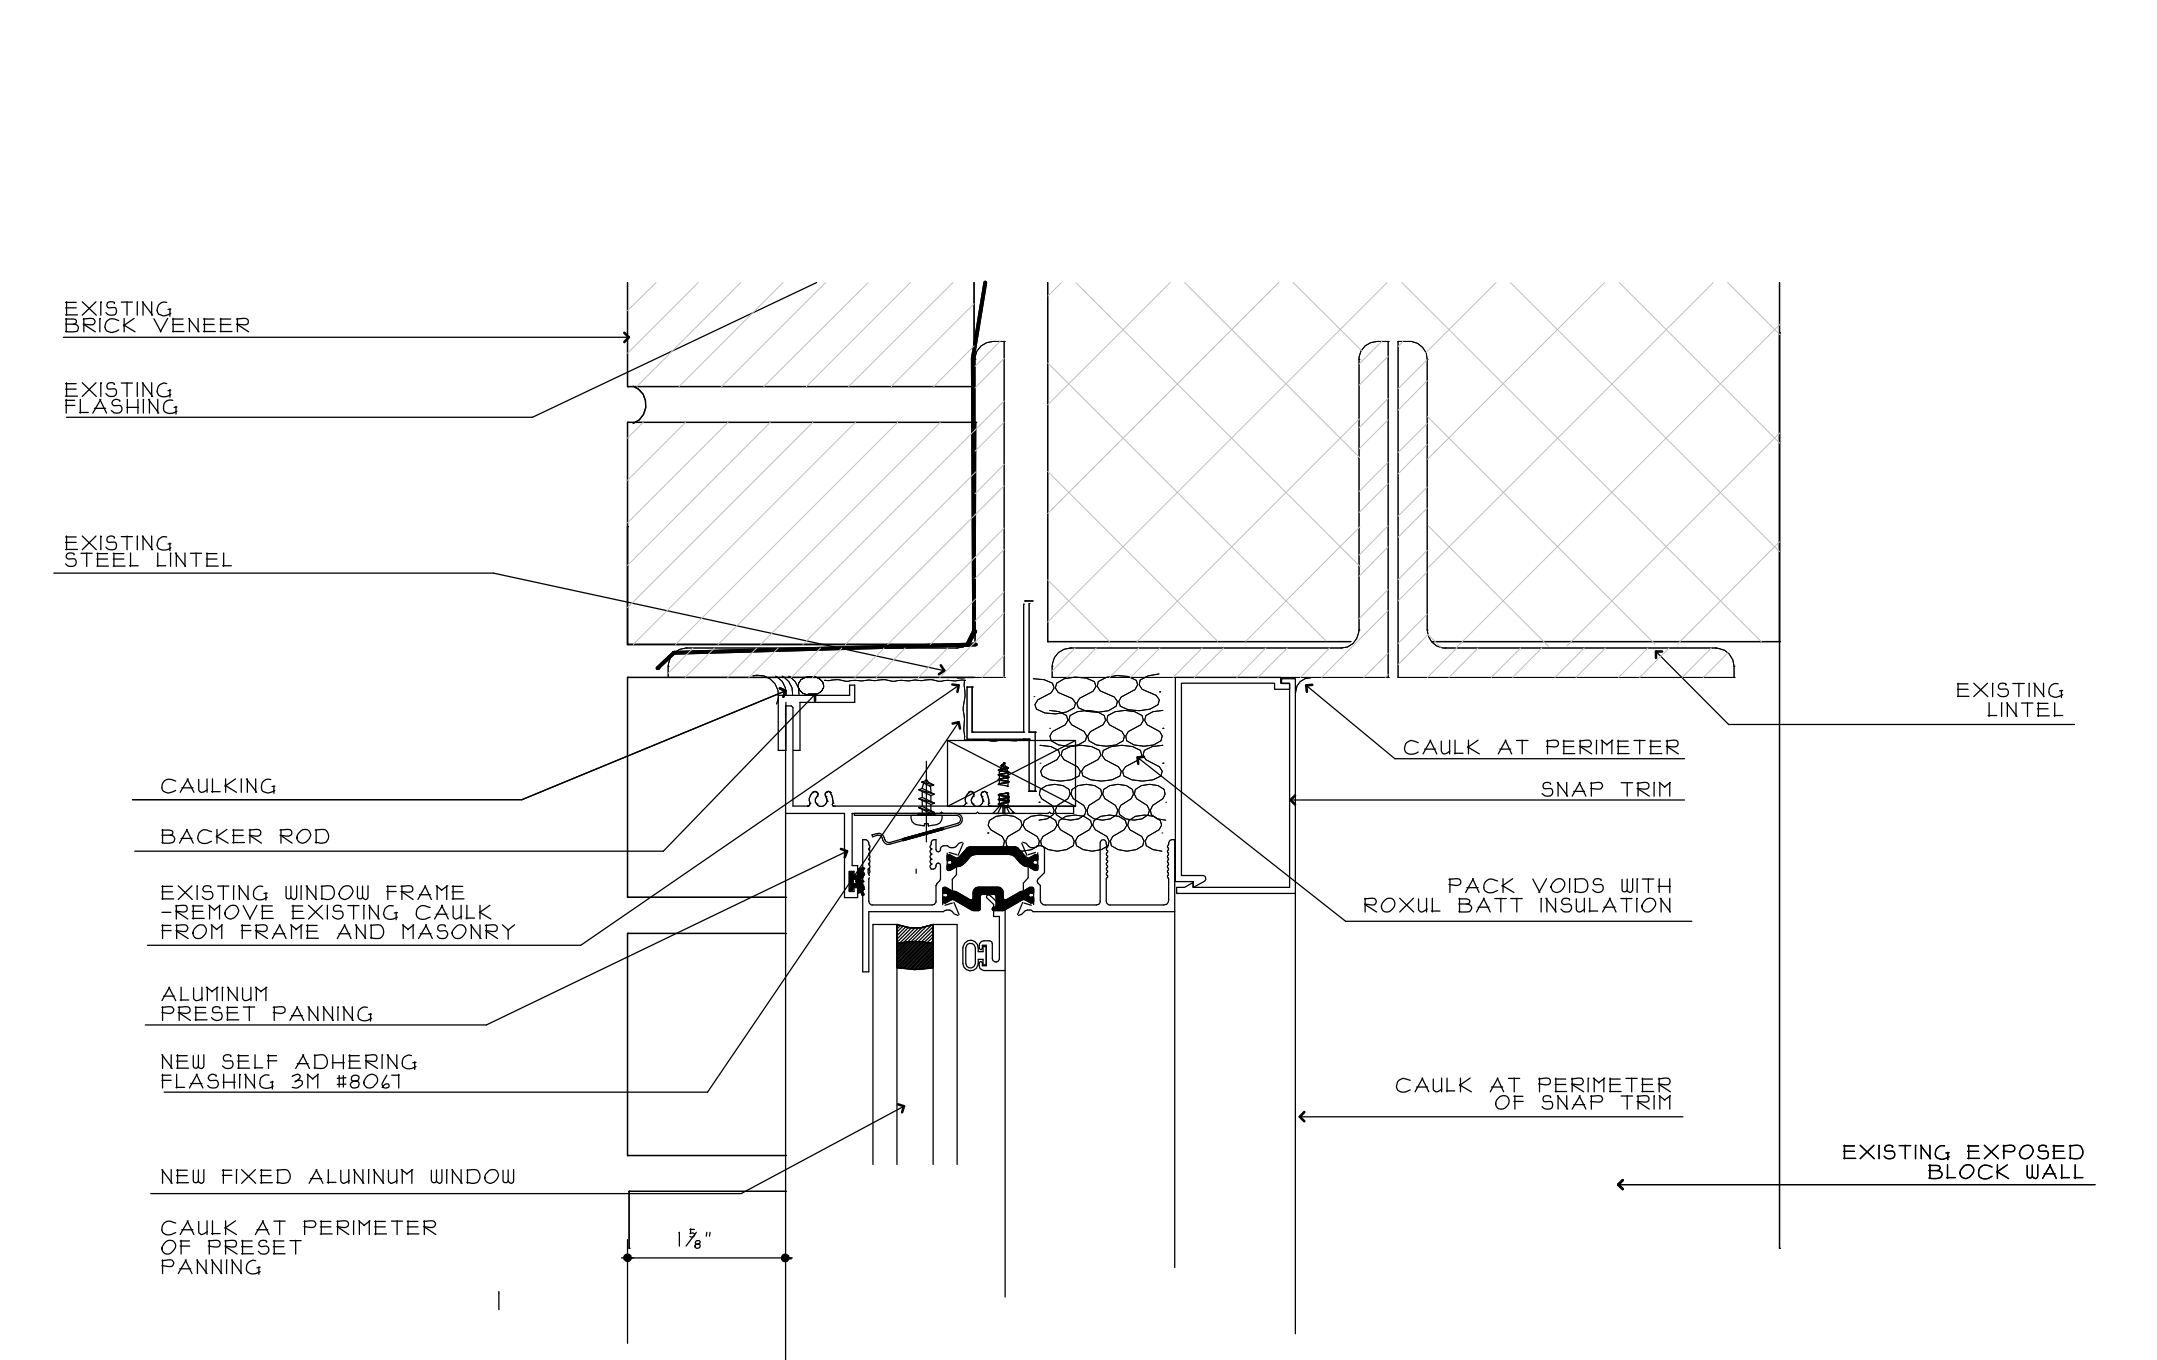 EXISTING
BRICK VENEER
EXISTING
FLASHING
EXISTING
STEEL LINTEL
CAULKING
BACKER ROD
EXISTING WINDOW FRAME
-REMOVE EXISTING CAULK
FROM FRAME AND MASONRY
ALUMINUM
PRESET PANNING
NEW SELF ADHERING
FLASHING 3M #8067
NEW FIXED ALUNINUM WINDOW
CAULK AT PERIMETER
OF PRESET
PANNING
1 5/8"
EXISTING
LINTEL
CAULK AT PERIMETER
SNAP TRIM
PACK VOIDS WITH
ROXUL BATT INSULATION
CAULK AT PERIMETER
OF SNAP TRIM
EXISTING EXPOSED
BLOCK WALL